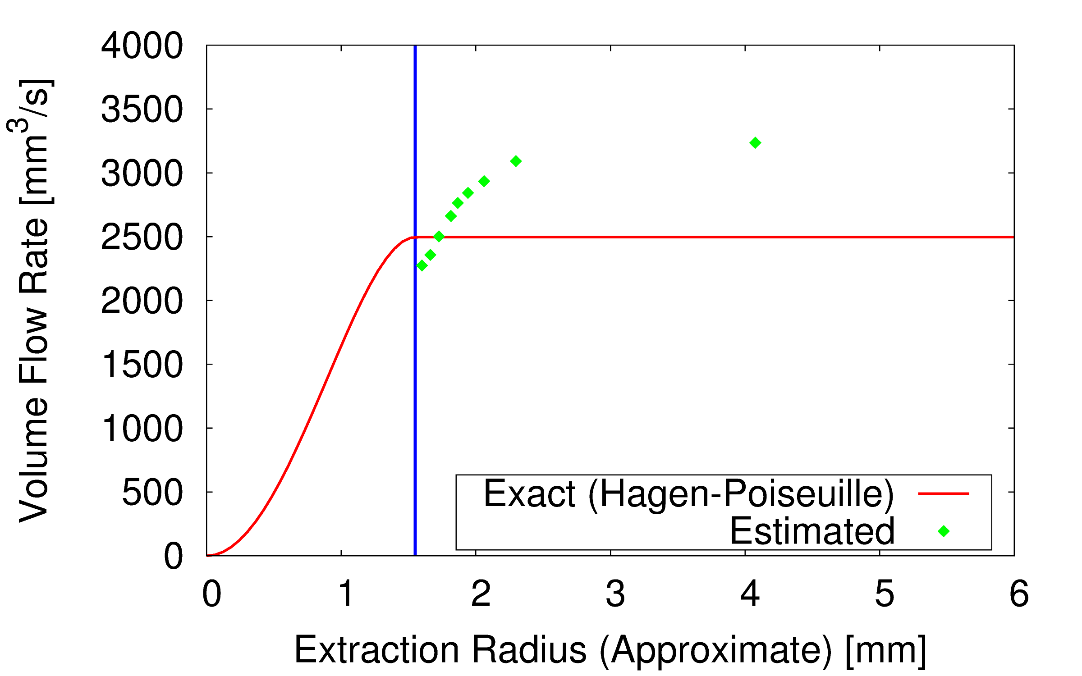 4000
3500
3000
2500
2000
1500
1000
500
0
Volume Flow Rate [mm³/s]
Exact (Hagen-Poiseuille)
Estimated
0 1 2 3 4 5 6
Extraction Radius (Approximate) [mm]